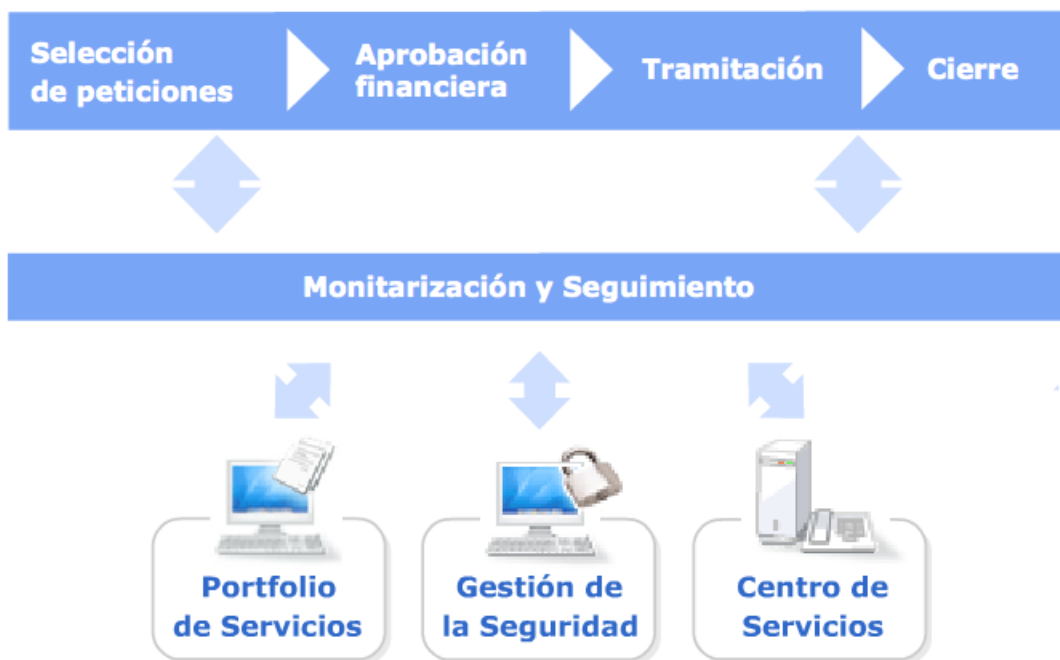 Selección
de peticiones
Aprobación
financiera
Tramitación
Cierre
Monitarización y Seguimiento
Portfolio
de Servicios
Gestión de
la Seguridad
Centro de
Servicios